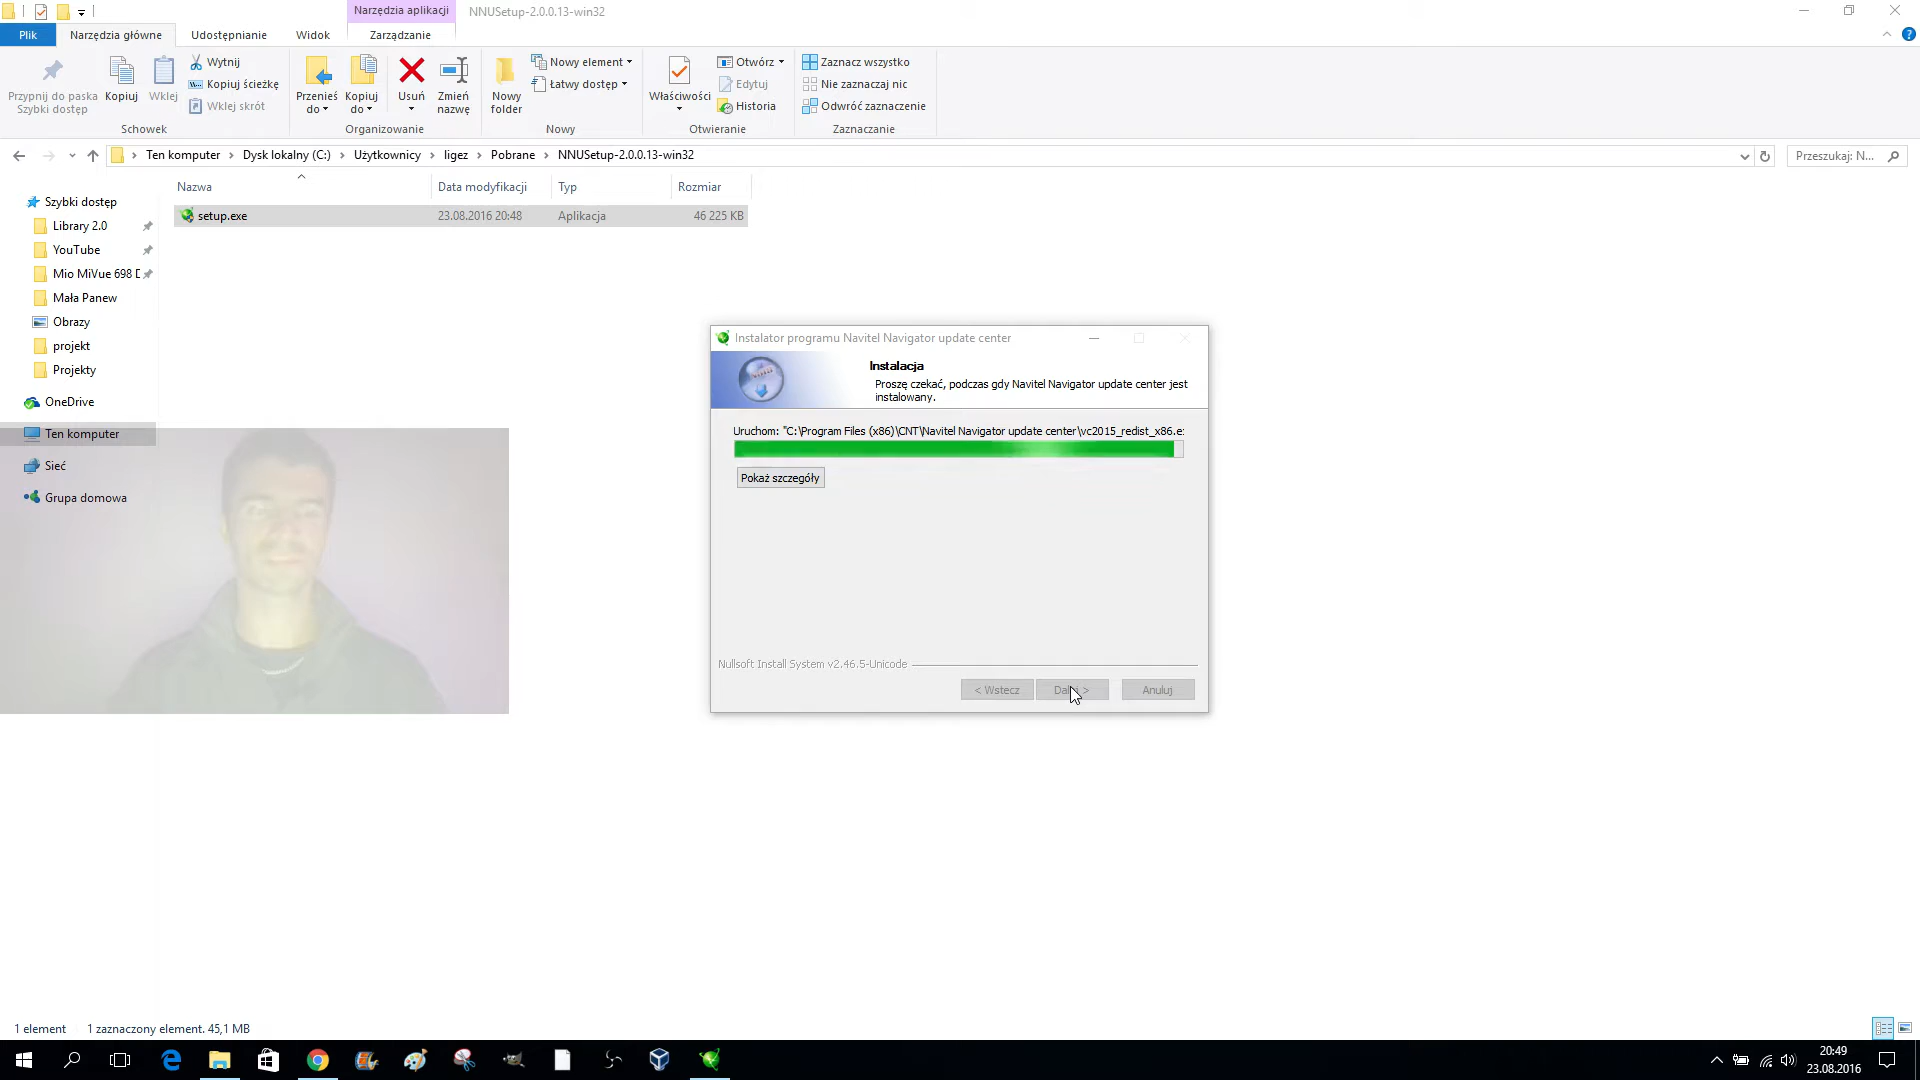 Narzędzia aplikacji
NNUSetup-2.0.0.13-win32
Plik
Narzędzia główne
Udostępnianie
Widok
Zarządzanie
Przypnij do paska
Szybki dostęp
Kopiuj
Wklej
Wytnij
Kopiuj ścieżkę
Wklej skrót
Schowek
Przenieś
do
Kopiuj
do
Usuń
Zmień
nazwę
Organizowanie
Nowy
folder
Nowy element
Łatwy dostęp
Nowy
Właściwości
Otwórz
Edytuj
Historia
Otwieranie
Zaznacz wszystko
Nie zaznaczaj nic
Odwróć zaznaczenie
Zaznaczanie
Ten komputer
Dysk lokalny (C:)
Użytkownicy
ligez
Pobrane
NNUSetup-2.0.0.13-win32
Przeszukaj: N...
Nazwa
Data modyfikacji
Typ
Rozmiar
setup.exe
23.08.2016 20:48
Aplikacja
46 225 KB
Szybki dostęp
Library 2.0
YouTube
Mio MiVue 698 D
Mała Panew
Obrazy
projekt
Projekty
OneDrive
Ten komputer
Sieć
Grupa domowa
Instalator programu Navitel Navigator update center
Instalacja
Proszę czekać, podczas gdy Navitel Navigator update center jest
instalowany.
Uruchom: "C:\Program Files (x86)\CNT\Navitel Navigator update center\vc2015_redist_x86.e:
Pokaż szczegóły
Nullsoft Install System v2.46.5-Unicode
< Wstecz
Anuluj
1 element
1 zaznaczony element. 45,1 MB
20:49
23.08.2016